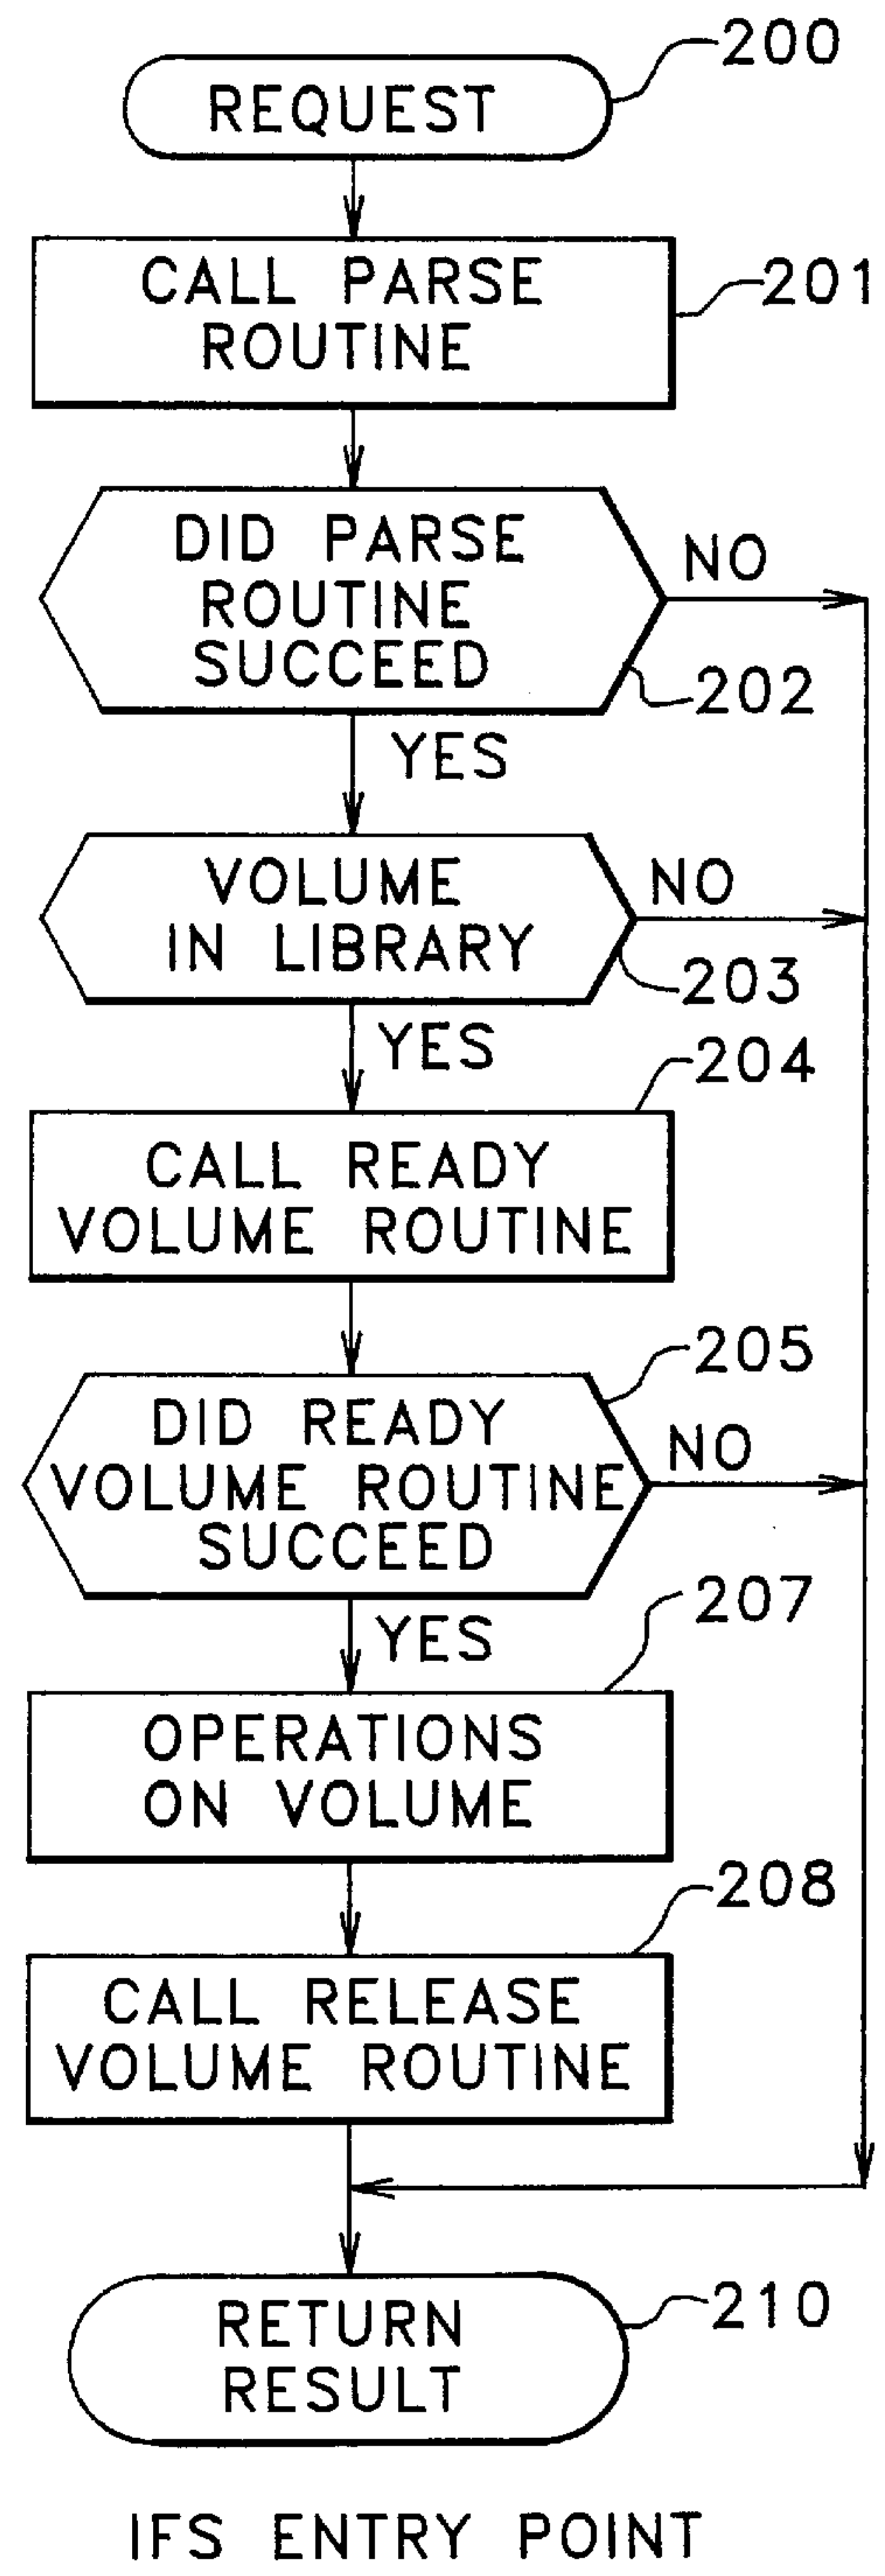 200
REQUEST
CALL PARSE
ROUTINE
201
DID PARSE
ROUTINE
SUCCEED
NO
202
YES
VOLUME
IN LIBRARY
NO
203
YES
204
CALL READY
VOLUME ROUTINE
205
DID READY
VOLUME ROUTINE
SUCCEED
NO
207
YES
OPERATIONS
ON VOLUME
208
CALL RELEASE
VOLUME ROUTINE
210
RETURN
RESULT
IFS ENTRY POINT